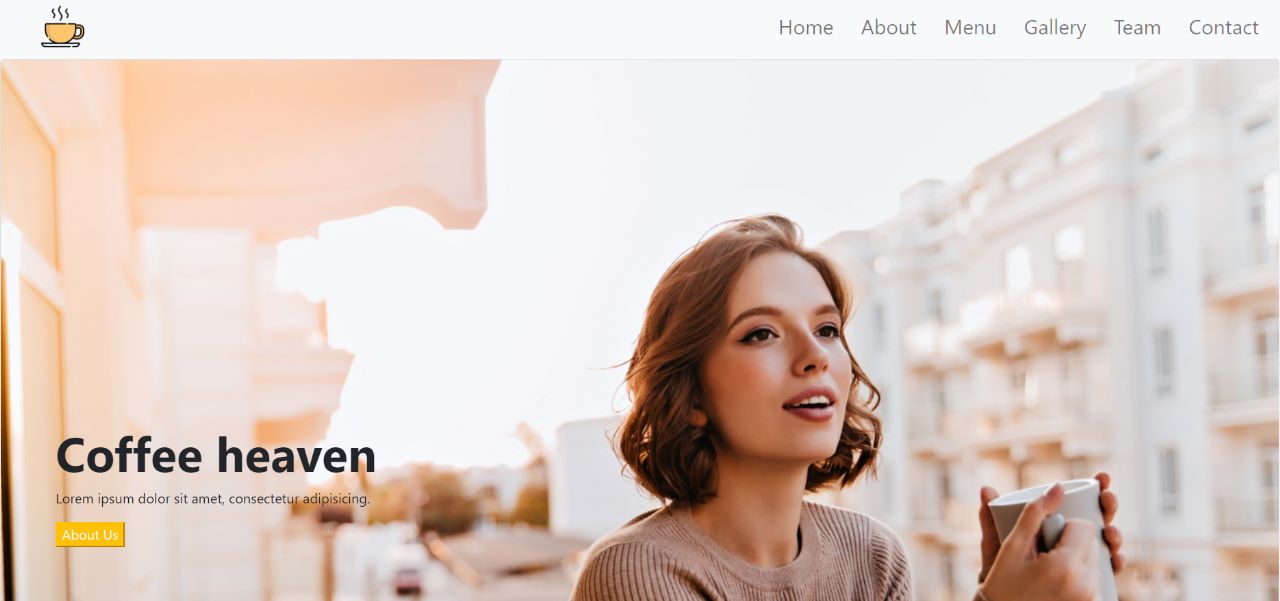 Home About Menu Gallery Team Contact
Coffee heaven
Lorem ipsum dolor sit amet, consectetur adipisicing.
About Us